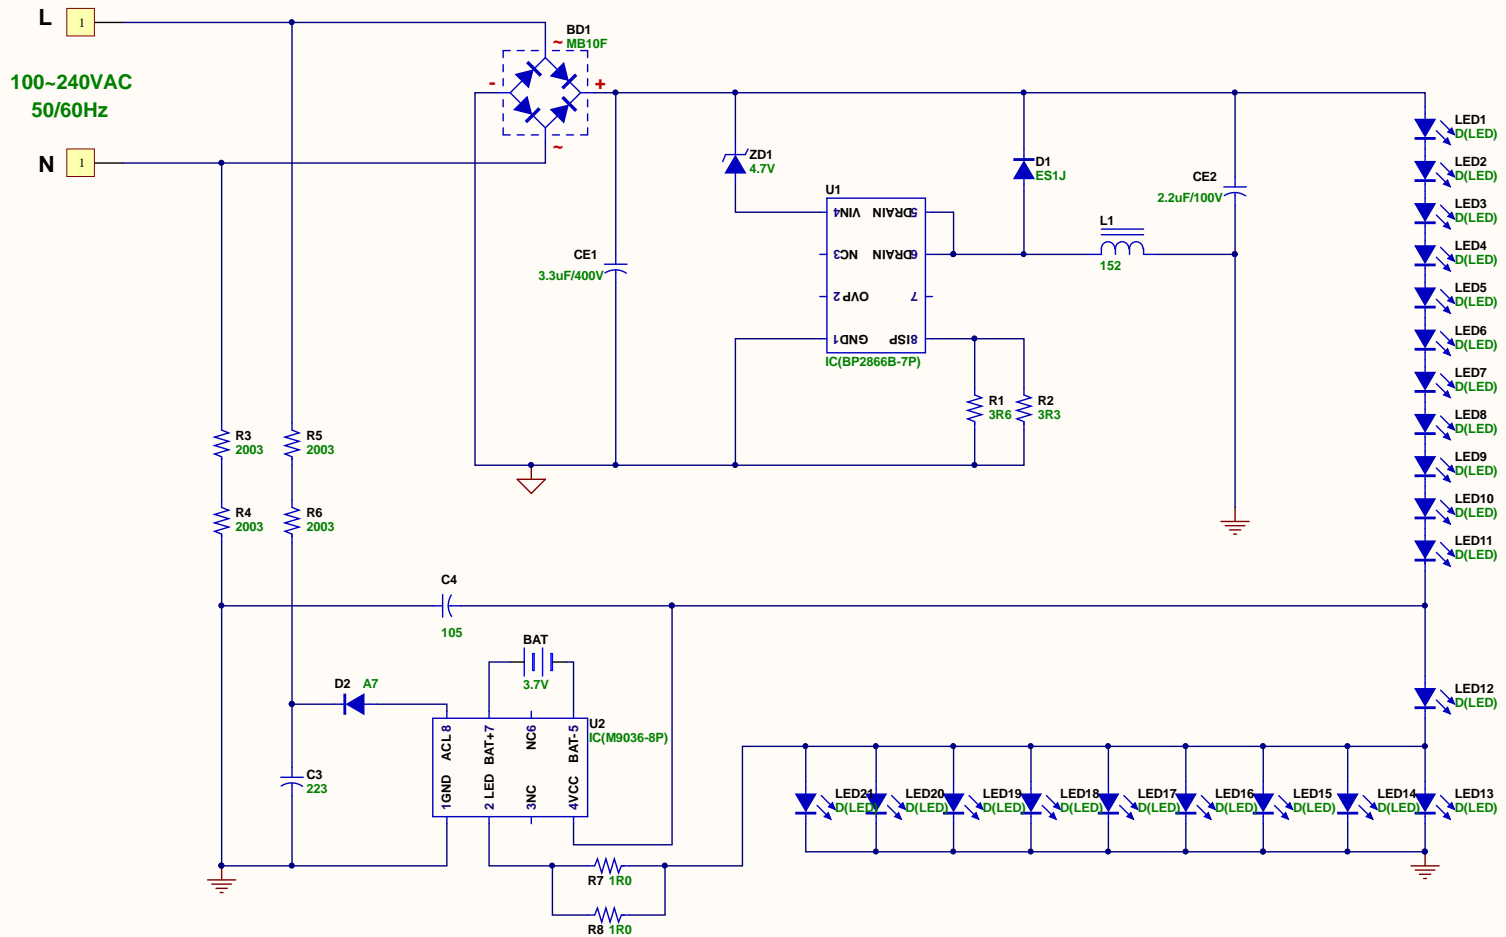 L
1
100~240VAC
50/60Hz
N
1
BD1
~ MB10F
-
+
~
ZD1
4.7V
CE1
3.3uF/400V
U1
VIN4
NC3
OVP 2
GND1
5DRAIN
6DRAIN
7
8ISP
IC(BP2866B-7P)
D1
ES1J
L1
152
CE2
2.2uF/100V
R1
3R6
R2
3R3
LED1
D(LED)
LED2
D(LED)
LED3
D(LED)
LED4
D(LED)
LED5
D(LED)
LED6
D(LED)
LED7
D(LED)
LED8
D(LED)
LED9
D(LED)
LED10
D(LED)
LED11
D(LED)
R3
2003
R5
2003
R4
2003
R6
2003
C4
105
BAT
3.7V
D2 A7
C3
223
U2
IC(M9036-8P)
ACL 8
BAT+7
NC6
BAT- 5
1GND
2 LED
3NC
4VCC
R7 1R0
R8 1R0
LED12
D(LED)
LED21
D(LED)
LED20
D(LED)
LED19
D(LED)
LED18
D(LED)
LED17
D(LED)
LED16
D(LED)
LED15
D(LED)
LED14
D(LED)
LED13
D(LED)